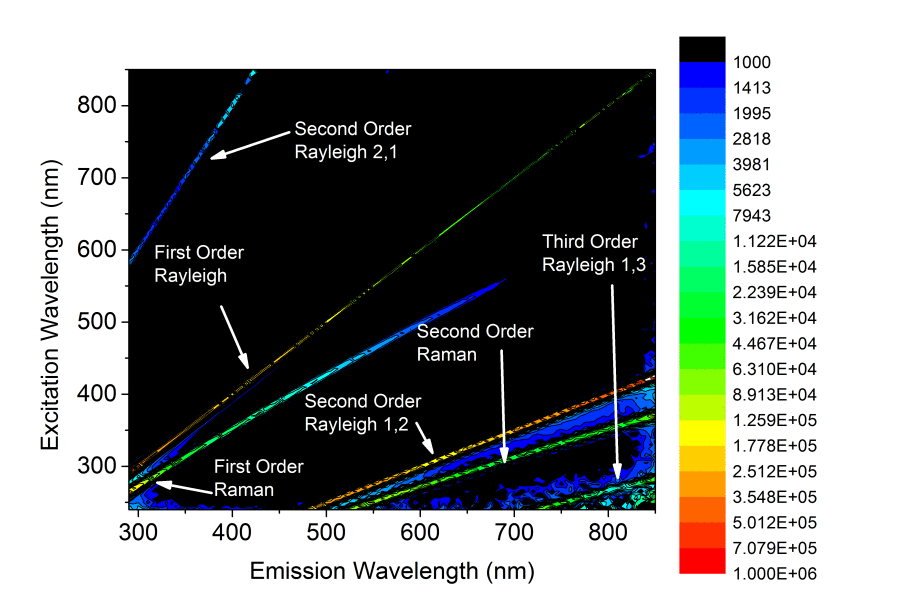 800
700
600
500
400
300
Excitation Wavelength (nm)
Second Order
Rayleigh 2,1
First Order
Rayleigh
Third Order
Rayleigh 1,3
Second Order
Raman
Second Order
Rayleigh 1,2
First Order
Raman
300 400 500 600 700 800
Emission Wavelength (nm)
1000
1413
1995
2818
3981
5623
7943
1.122E+04
1.585E+04
2.239E+04
3.162E+04
4.467E+04
6.310E+04
8.913E+04
1.259E+05
1.778E+05
2.512E+05
3.548E+05
5.012E+05
7.079E+05
1.000E+06